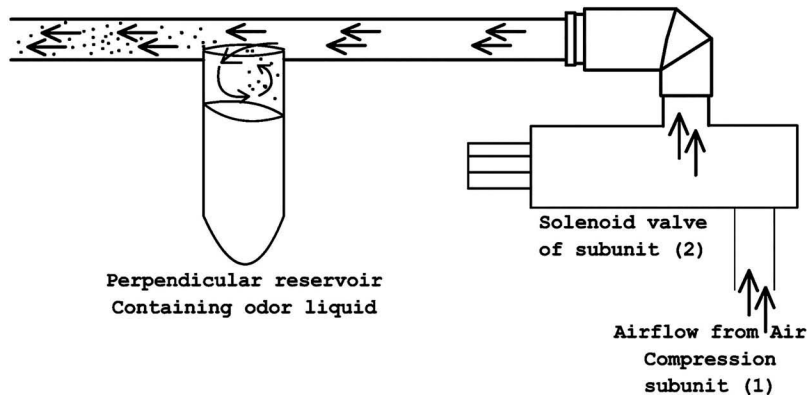 Solenoid valve
of subunit (2)
Perpendicular reservoir
Containing odor liquid
Airflow from Air
Compression
subunit (1)